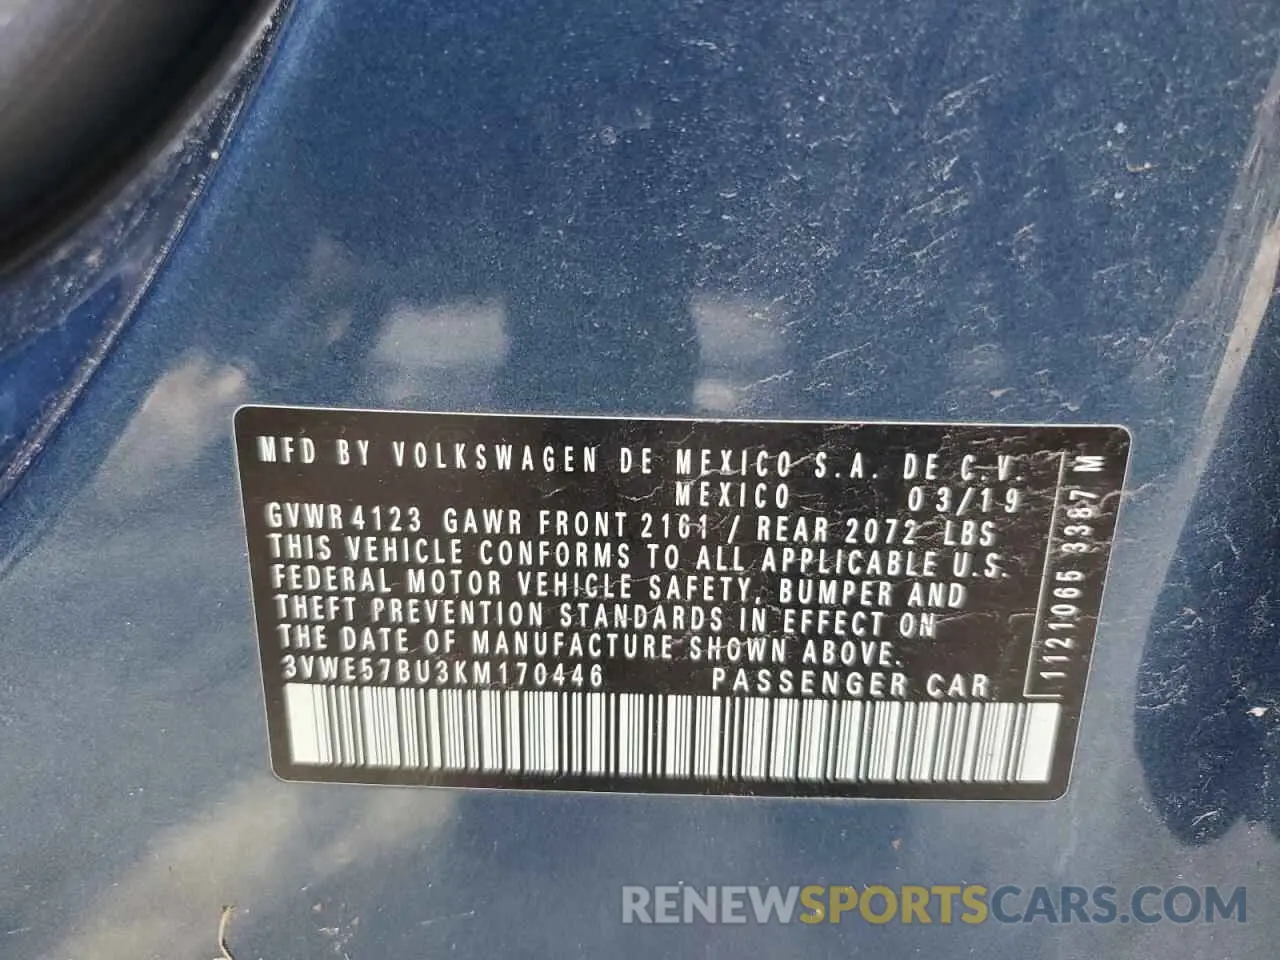 MFD BY VOLKSWAGEN DE MEXICO S.A. DE C.V.
MEXICO 03/19
GVWR 4123 GAWR FRONT 2161 / REAR 2072 LBS
THIS VEHICLE CONFORMS TO ALL APPLICABLE U.S.
FEDERAL MOTOR VEHICLE SAFETY, BUMPER AND
THEFT PREVENTION STANDARDS IN EFFECT ON
THE DATE OF MANUFACTURE SHOWN ABOVE.
3VWE57BU3KM170446 PASSENGER CAR
1121065 3387 M
RENEWSPORTSCARS.COM